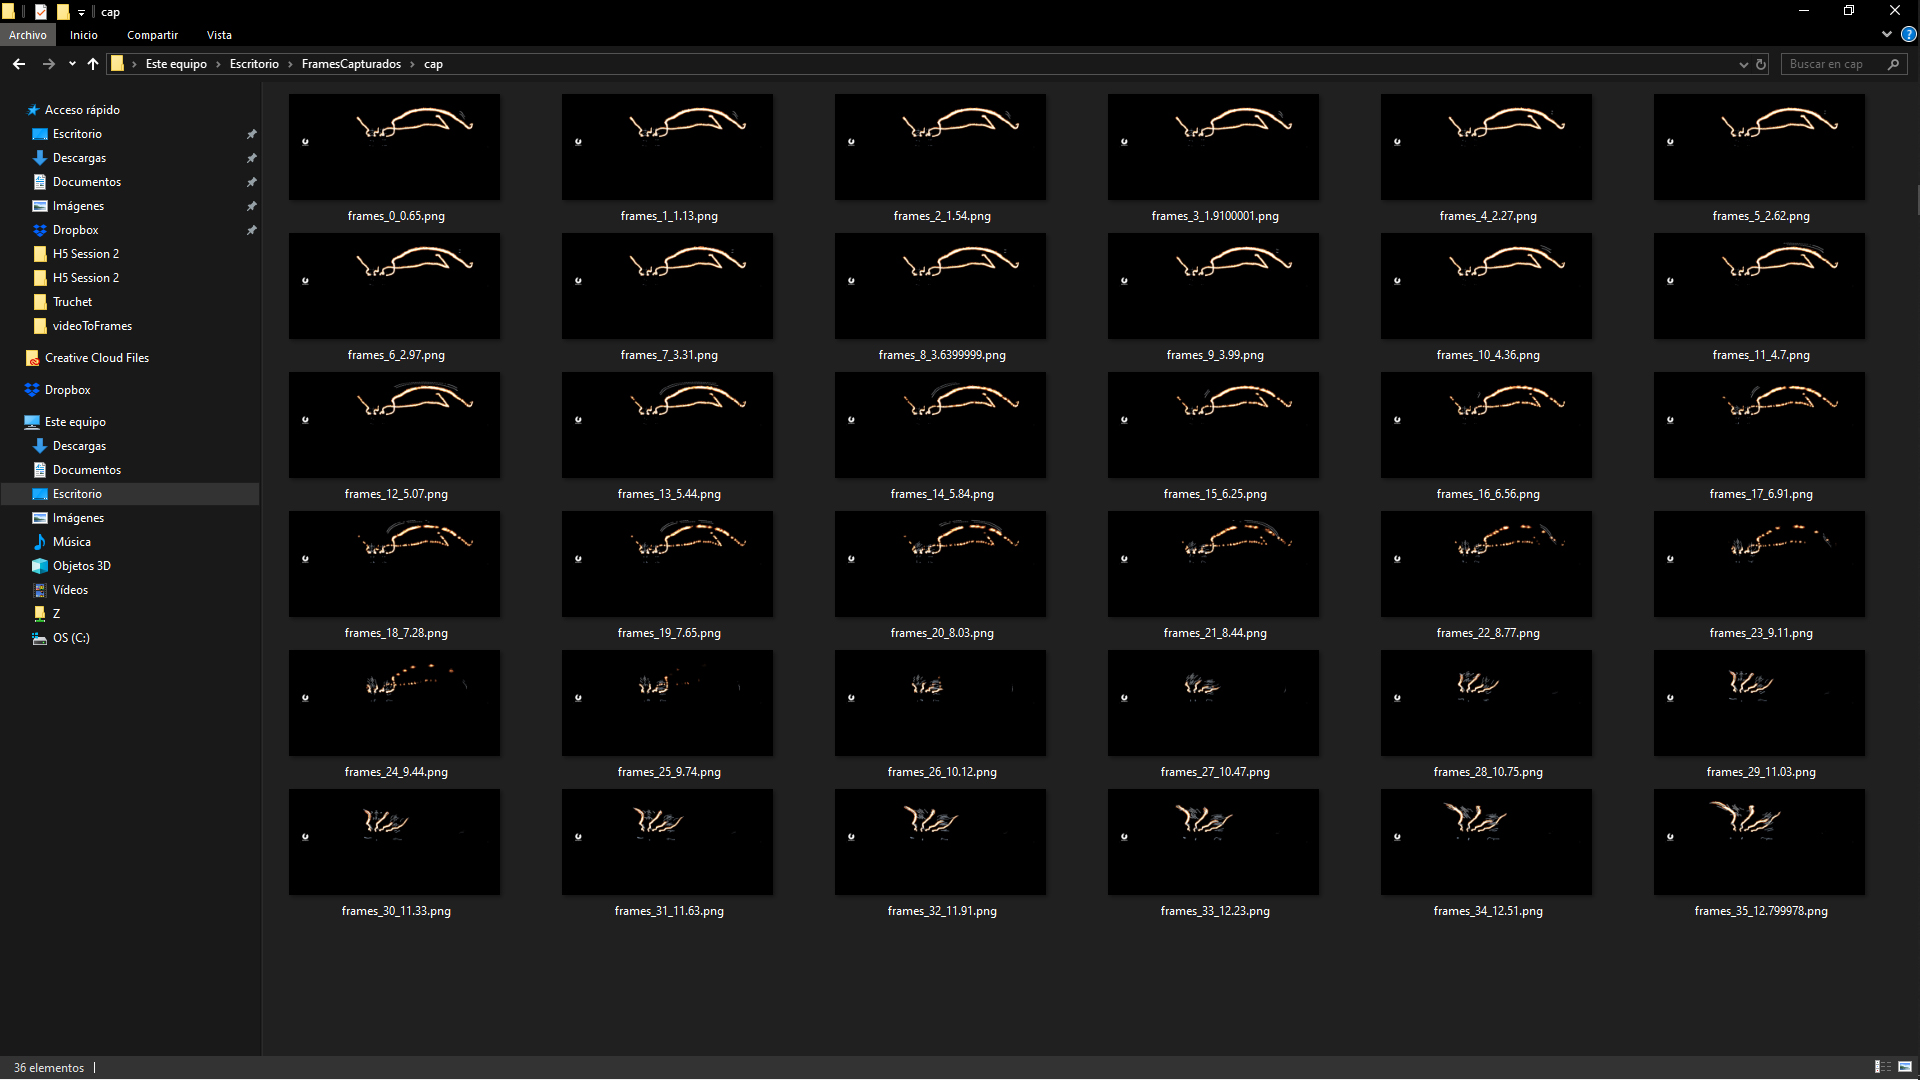 cap
Archivo Inicio Compartir Vista
Este equipo > Escritorio > FramesCapturados > cap
Buscar en cap
Acceso rápido
Escritorio
Descargas
Documentos
Imágenes
Dropbox
H5 Session 2
H5 Session 2
Truchet
videoToFrames
Creative Cloud Files
Dropbox
Este equipo
Descargas
Documentos
Escritorio
Imágenes
Música
Objetos 3D
Vídeos
Z
OS (C:)
frames_0_0.65.png frames_1_1.13.png frames_2_1.54.png frames_3_1.9100001.png frames_4_2.27.png frames_5_2.62.png
frames_6_2.97.png frames_7_3.31.png frames_8_3.6399999.png frames_9_3.99.png frames_10_4.36.png frames_11_4.7.png
frames_12_5.07.png frames_13_5.44.png frames_14_5.84.png frames_15_6.25.png frames_16_6.56.png frames_17_6.91.png
frames_18_7.28.png frames_19_7.65.png frames_20_8.03.png frames_21_8.44.png frames_22_8.77.png frames_23_9.11.png
frames_24_9.44.png frames_25_9.74.png frames_26_10.12.png frames_27_10.47.png frames_28_10.75.png frames_29_11.03.png
frames_30_11.33.png frames_31_11.63.png frames_32_11.91.png frames_33_12.23.png frames_34_12.51.png frames_35_12.799978.png
36 elementos